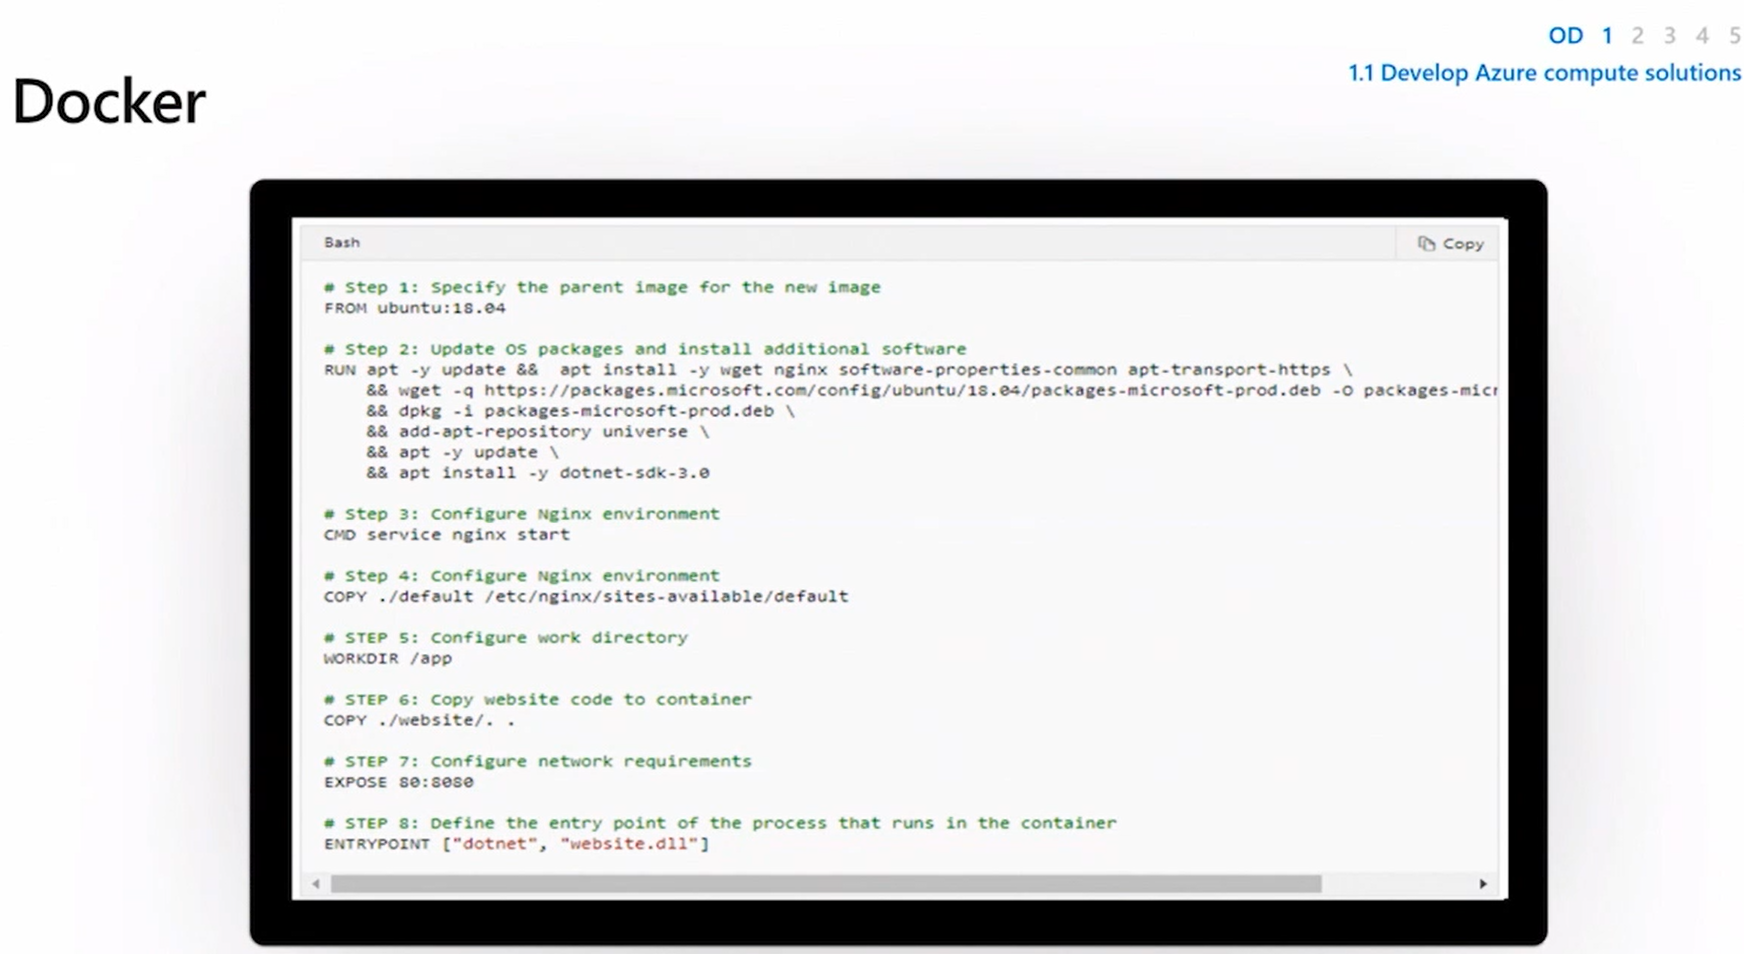 OD 1 2 3 4 5
1.1 Develop Azure compute solutions
Docker
Bash
Copy
# Step 1: Specify the parent image for the new image
FROM ubuntu:18.04
# Step 2: Update OS packages and install additional software
RUN apt -y update &&  apt install -y wget nginx software-properties-common apt-transport-https \
    && wget -q https://packages.microsoft.com/config/ubuntu/18.04/packages-microsoft-prod.deb -O packages-micr
    && dpkg -i packages-microsoft-prod.deb \
    && add-apt-repository universe \
    && apt -y update \
    && apt install -y dotnet-sdk-3.0
# Step 3: Configure Nginx environment
CMD service nginx start
# Step 4: Configure Nginx environment
COPY ./default /etc/nginx/sites-available/default
# STEP 5: Configure work directory
WORKDIR /app
# STEP 6: Copy website code to container
COPY ./website/. .
# STEP 7: Configure network requirements
EXPOSE 80:8080
# STEP 8: Define the entry point of the process that runs in the container
ENTRYPOINT ["dotnet", "website.dll"]